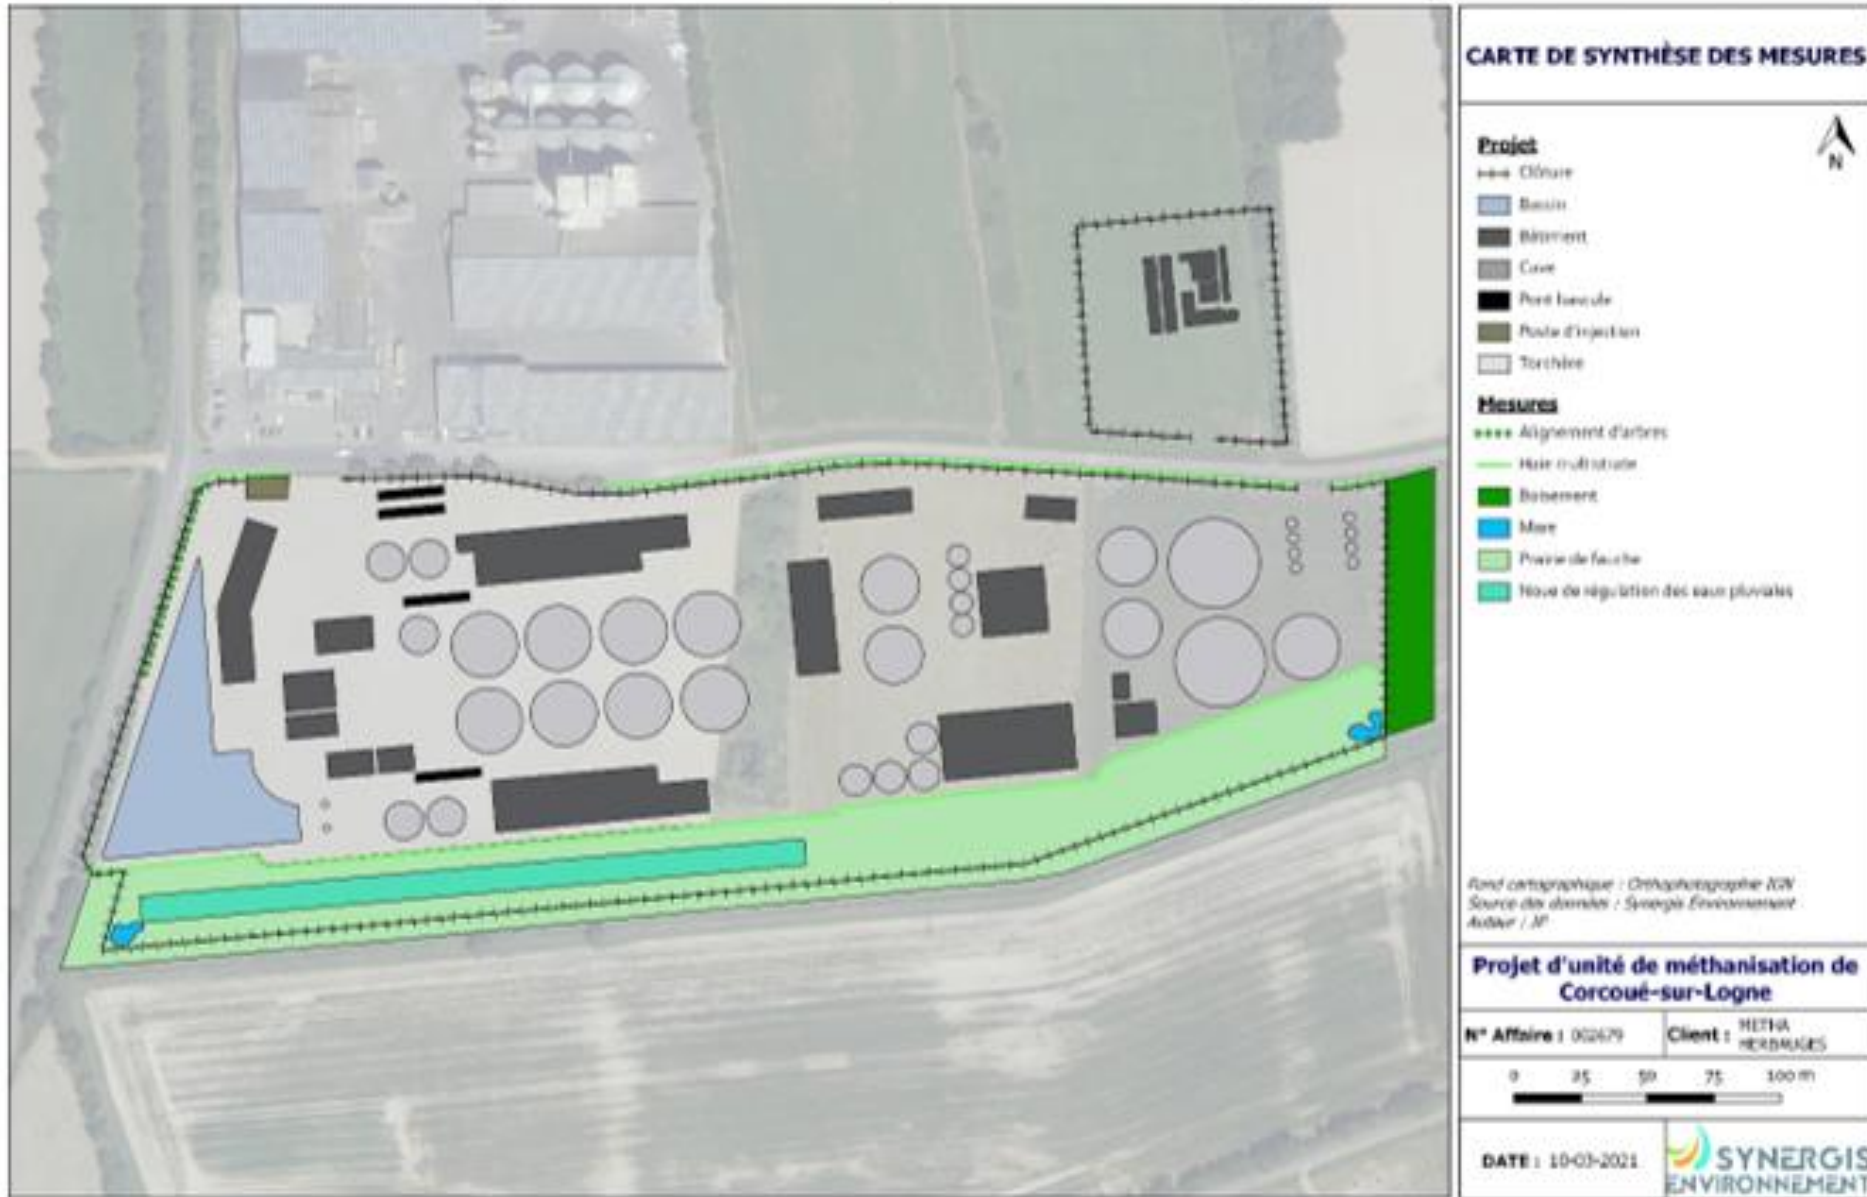 CARTE DE SYNTHÈSE DES MESURES
N
Projet
Clôture
Bassin
Bâtiment
Cuve
Pont bascule
Poste d'injection
Torchère
Mesures
Alignement d'arbres
Haie multistrate
Boisement
Mare
Prairie de fauche
Noue de régulation des eaux pluviales
Fond cartographique : Orthophotographie IGN
Source des données : Synergis Environnement
Auteur : JP
Projet d'unité de méthanisation de
Corcoué-sur-Logne
N° Affaire : 002679
Client : METHA
HERBAUGES
0 25 50 75 100 m
DATE : 10-03-2021
SYNERGIS
ENVIRONNEMENT